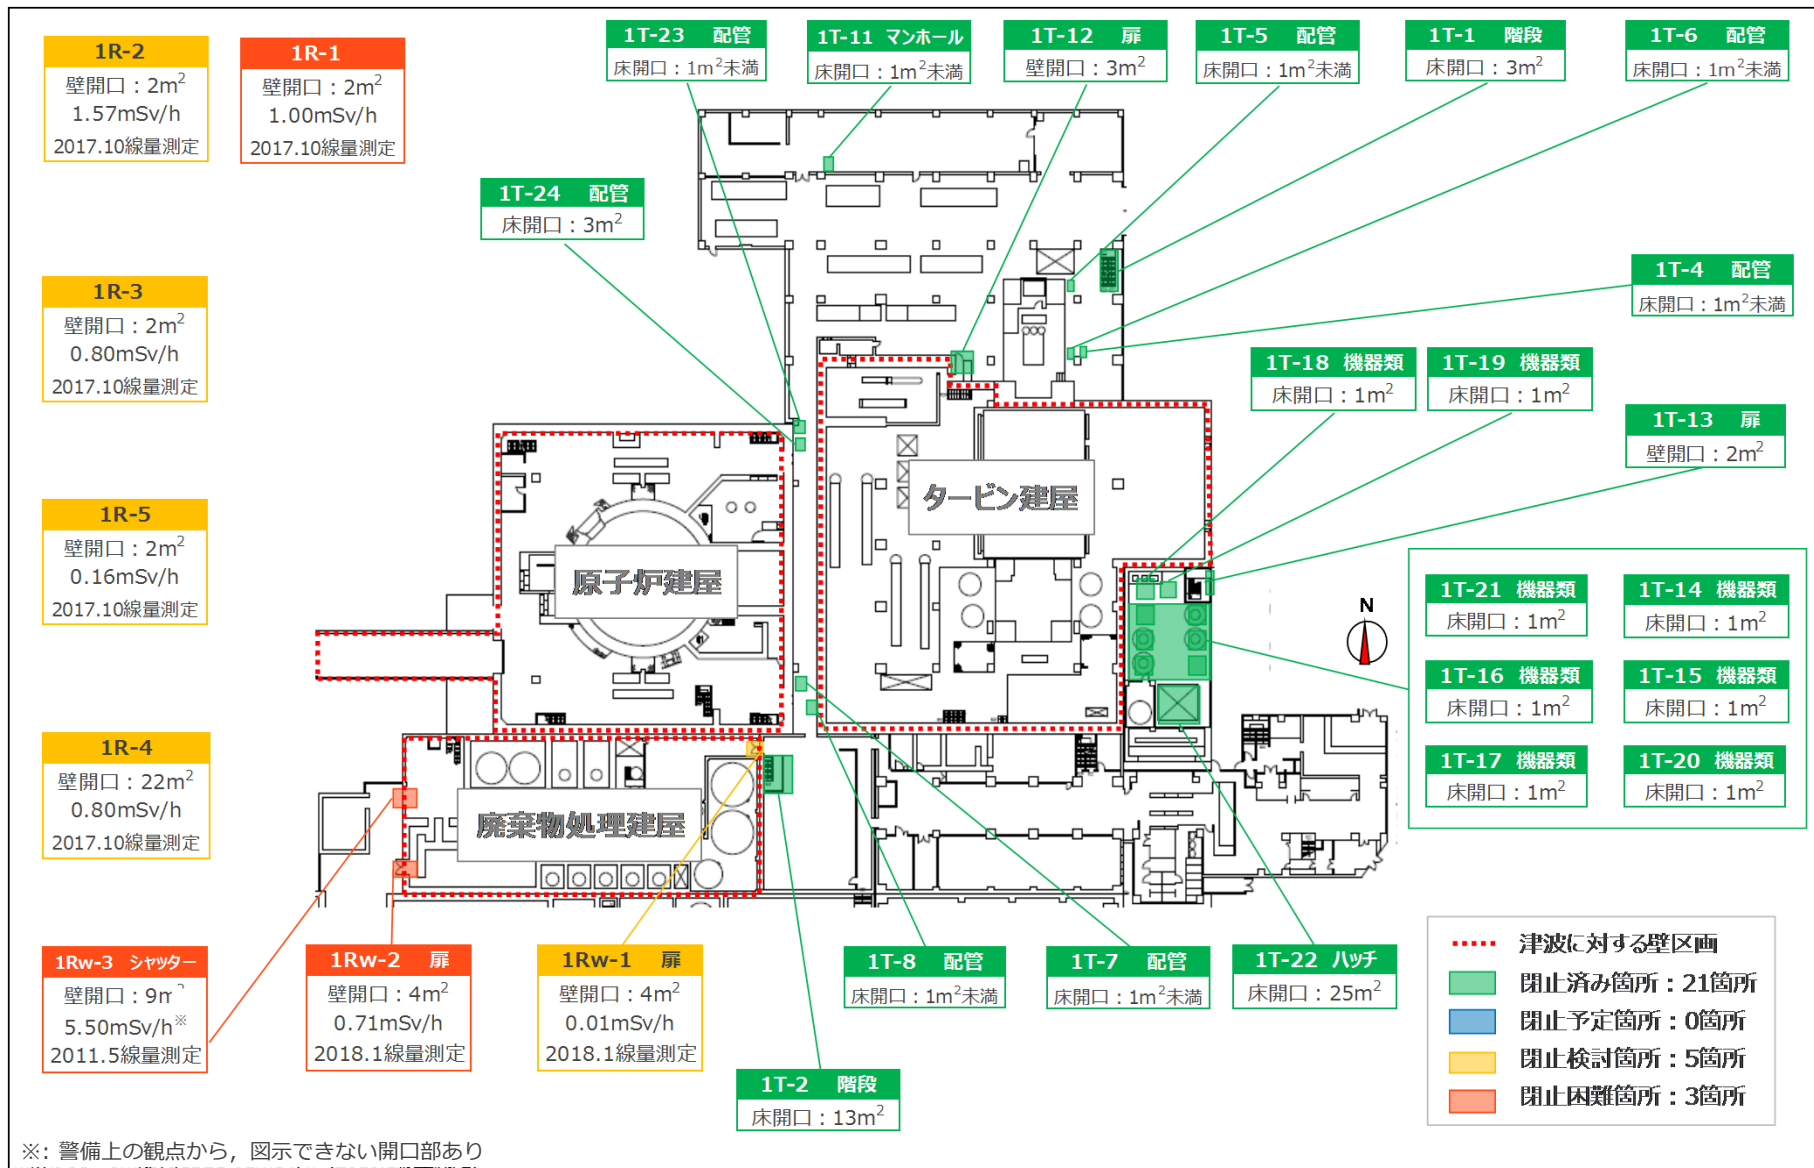 1R-2
壁開口：2m²
1.57mSv/h
2017.10線量測定
1R-1
壁開口：2m²
1.00mSv/h
2017.10線量測定
1T-23 配管
床開口：1m²未満
1T-11 マンホール
床開口：1m²未満
1T-12 扉
壁開口：3m²
1T-5 配管
床開口：1m²未満
1T-1 階段
床開口：3m²
1T-6 配管
床開口：1m²未満
1T-24 配管
床開口：3m²
1R-3
壁開口：2m²
0.80mSv/h
2017.10線量測定
1T-4 配管
床開口：1m²未満
1T-18 機器類
床開口：1m²
1T-19 機器類
床開口：1m²
1T-13 扉
壁開口：2m²
タービン建屋
1R-5
壁開口：2m²
0.16mSv/h
2017.10線量測定
原子炉建屋
N
1T-21 機器類
床開口：1m²
1T-14 機器類
床開口：1m²
1T-16 機器類
床開口：1m²
1T-15 機器類
床開口：1m²
1T-17 機器類
床開口：1m²
1T-20 機器類
床開口：1m²
1R-4
壁開口：22m²
0.80mSv/h
2017.10線量測定
廃棄物処理建屋
1Rw-3 シャッター
壁開口：9m²
5.50mSv/h※
2011.5線量測定
1Rw-2 扉
壁開口：4m²
0.71mSv/h
2018.1線量測定
1Rw-1 扉
壁開口：4m²
0.01mSv/h
2018.1線量測定
1T-8 配管
床開口：1m²未満
1T-7 配管
床開口：1m²未満
1T-22 ハッチ
床開口：25m²
1T-2 階段
床開口：13m²
津波に対する壁区画
閉止済み箇所：21箇所
閉止予定箇所：0箇所
閉止検討箇所：5箇所
閉止困難箇所：3箇所
※: 警備上の観点から，図示できない開口部あり